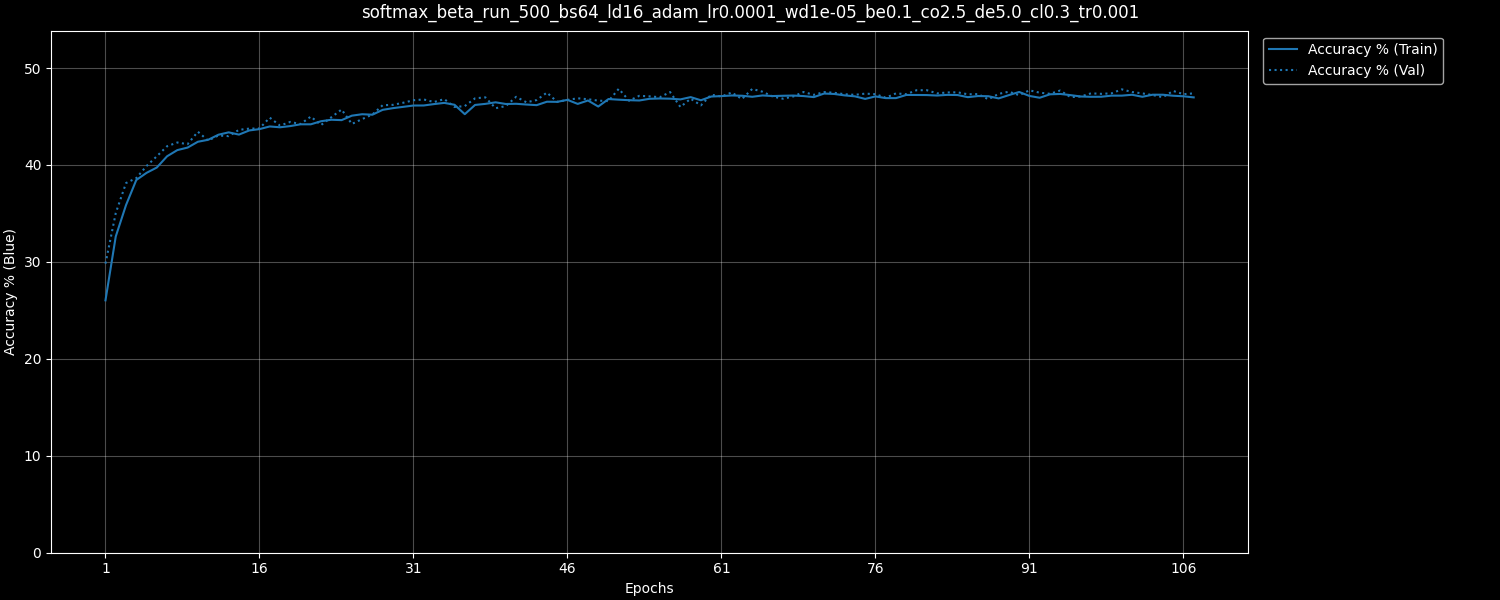 softmax_beta_run_500_bs64_ld16_adam_lr0.0001_wd1e-05_be0.1_co2.5_de5.0_cl0.3_tr0.001
Accuracy % (Train)
Accuracy % (Val)
Accuracy % (Blue)
50
40
30
20
10
0
1 16 31 46 61 76 91 106
Epochs